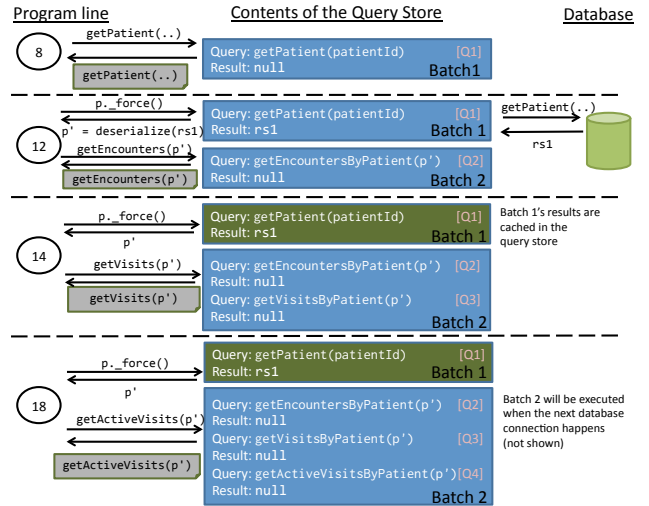 Program line
Contents of the Query Store
Database
8
getPatient(..)
getPatient(..)
Query: getPatient(patientId) [Q1]
Result: null
Batch1
12
p._force()
p' = deserialize(rs1)
getEncounters(p')
getEncounters(p')
Query: getPatient(patientId) [Q1]
Result: rs1
Batch 1
Query: getEncountersByPatient(p') [Q2]
Result: null
Batch 2
getPatient(..)
rs1
14
p._force()
p'
getVisits(p')
getVisits(p')
Query: getPatient(patientId) [Q1]
Result: rs1
Batch 1
Query: getEncountersByPatient(p') [Q2]
Result: null
Query: getVisitsByPatient(p') [Q3]
Result: null
Batch 2
Batch 1's results are
cached in the
query store
18
p._force()
p'
getActiveVisits(p')
getActiveVisits(p')
Query: getPatient(patientId) [Q1]
Result: rs1
Batch 1
Query: getEncountersByPatient(p') [Q2]
Result: null
Query: getVisitsByPatient(p') [Q3]
Result: null
Query: getActiveVisitsByPatient(p')[Q4]
Result: null
Batch 2
Batch 2 will be executed
when the next database
connection happens
(not shown)